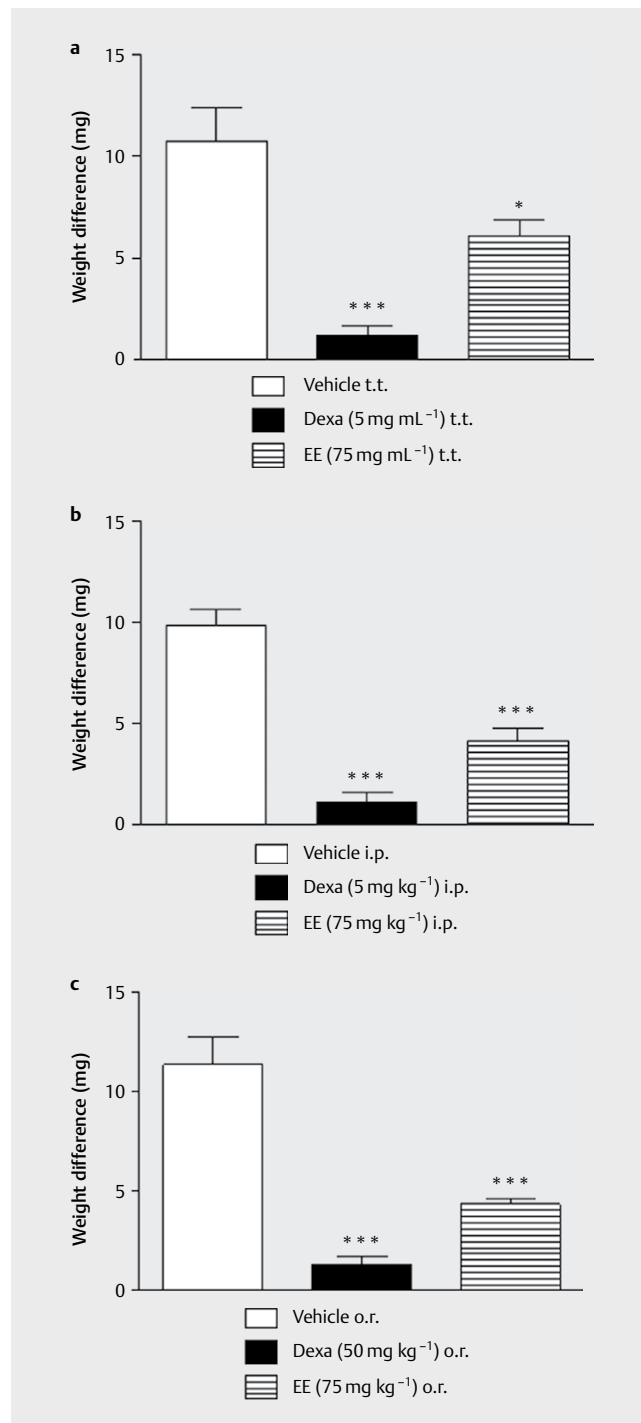 a
Weight difference (mg)
15
10
5
0
***
*
Vehicle t.t.
Dexa (5 mg mL⁻¹) t.t.
EE (75 mg mL⁻¹) t.t.
b
Weight difference (mg)
15
10
5
0
***
***
Vehicle i.p.
Dexa (5 mg kg⁻¹) i.p.
EE (75 mg kg⁻¹) i.p.
c
Weight difference (mg)
15
10
5
0
***
***
Vehicle o.r.
Dexa (50 mg kg⁻¹) o.r.
EE (75 mg kg⁻¹) o.r.